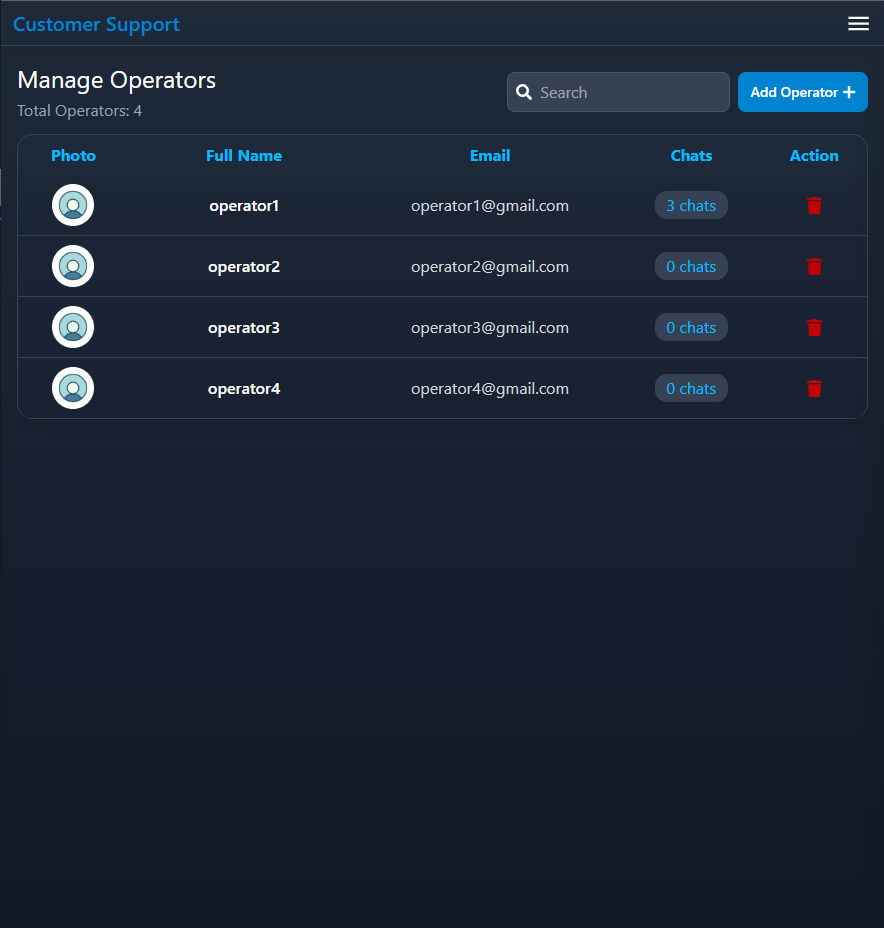 Customer Support
Manage Operators
Total Operators: 4
Search
Add Operator
Photo Full Name Email Chats Action
operator1 operator1@gmail.com 3 chats
operator2 operator2@gmail.com 0 chats
operator3 operator3@gmail.com 0 chats
operator4 operator4@gmail.com 0 chats